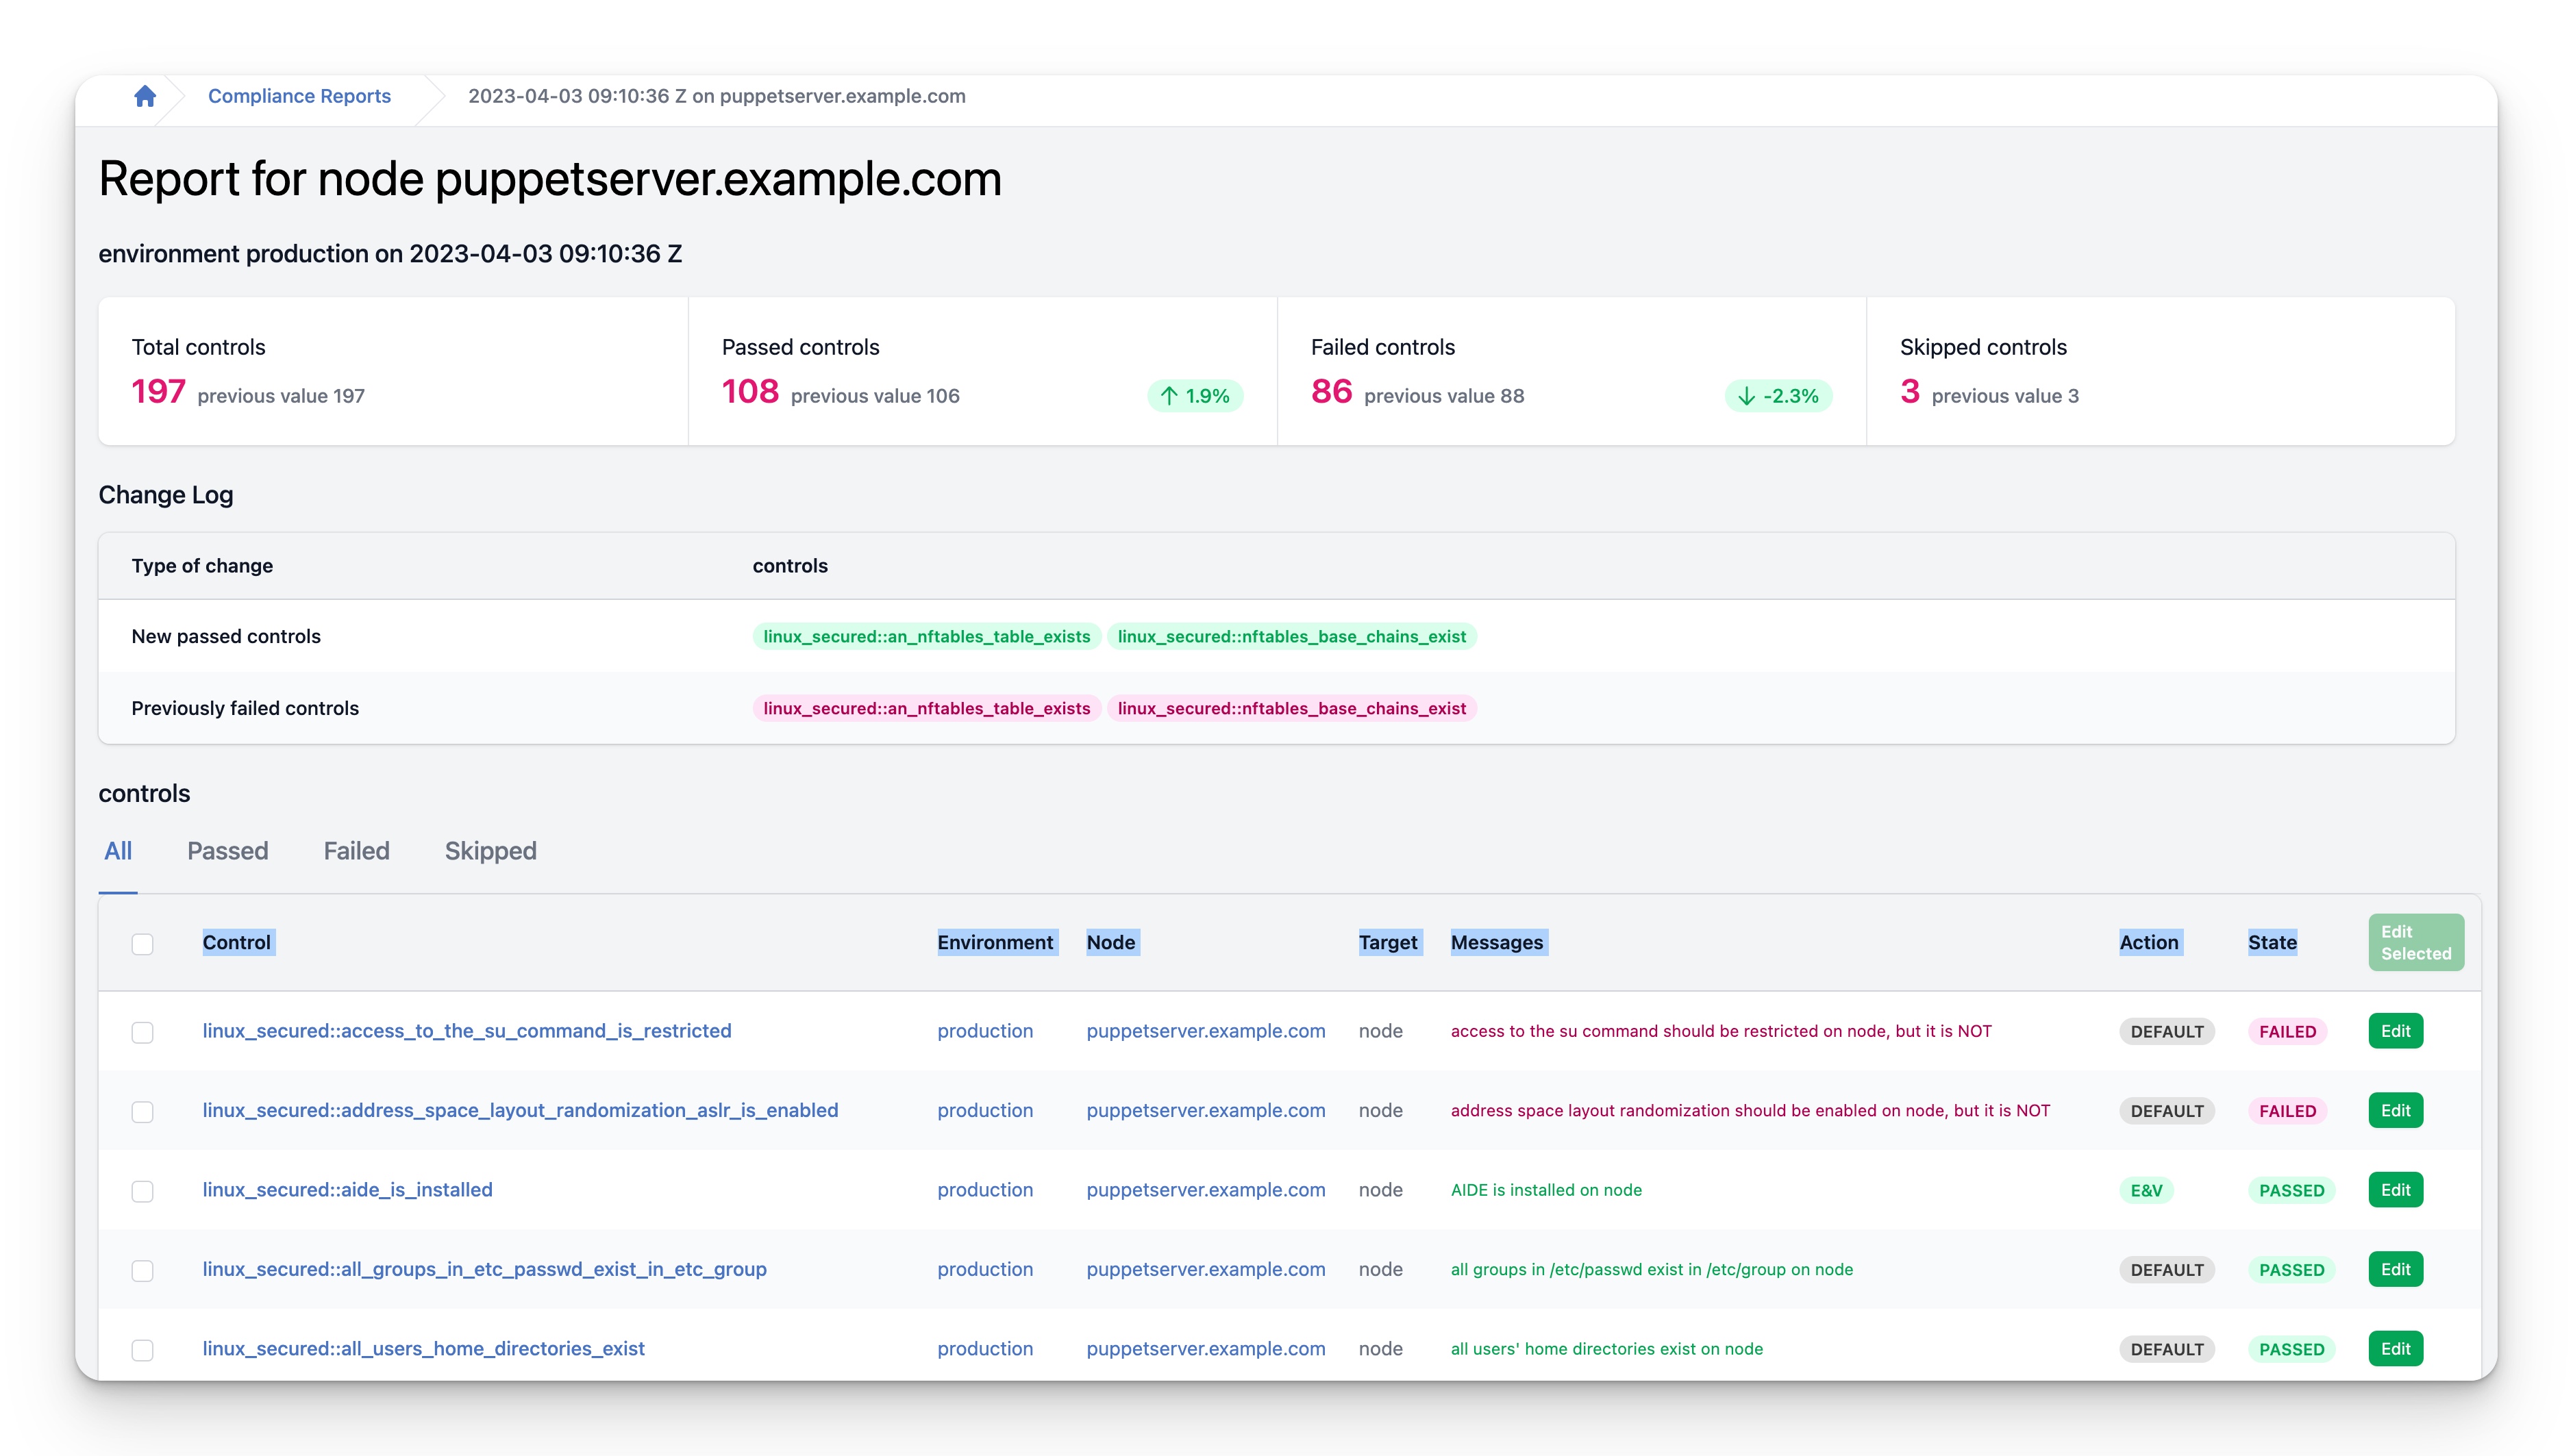 Compliance Reports 2023-04-03 09:10:36 Z on puppetserver.example.com
Report for node puppetserver.example.com
environment production on 2023-04-03 09:10:36 Z
Total controls Passed controls Failed controls Skipped controls
197 previous value 197 108 previous value 106 ↑ 1.9% 86 previous value 88 ↓ -2.3% 3 previous value 3
Change Log
Type of change controls
New passed controls linux_secured::an_nftables_table_exists linux_secured::nftables_base_chains_exist
Previously failed controls linux_secured::an_nftables_table_exists linux_secured::nftables_base_chains_exist
controls
All Passed Failed Skipped
Control Environment Node Target Messages Action State Edit Selected
linux_secured::access_to_the_su_command_is_restricted production puppetserver.example.com node access to the su command should be restricted on node, but it is NOT DEFAULT FAILED Edit
linux_secured::address_space_layout_randomization_aslr_is_enabled production puppetserver.example.com node address space layout randomization should be enabled on node, but it is NOT DEFAULT FAILED Edit
linux_secured::aide_is_installed production puppetserver.example.com node AIDE is installed on node E&V PASSED Edit
linux_secured::all_groups_in_etc_passwd_exist_in_etc_group production puppetserver.example.com node all groups in /etc/passwd exist in /etc/group on node DEFAULT PASSED Edit
linux_secured::all_users_home_directories_exist production puppetserver.example.com node all users' home directories exist on node DEFAULT PASSED Edit